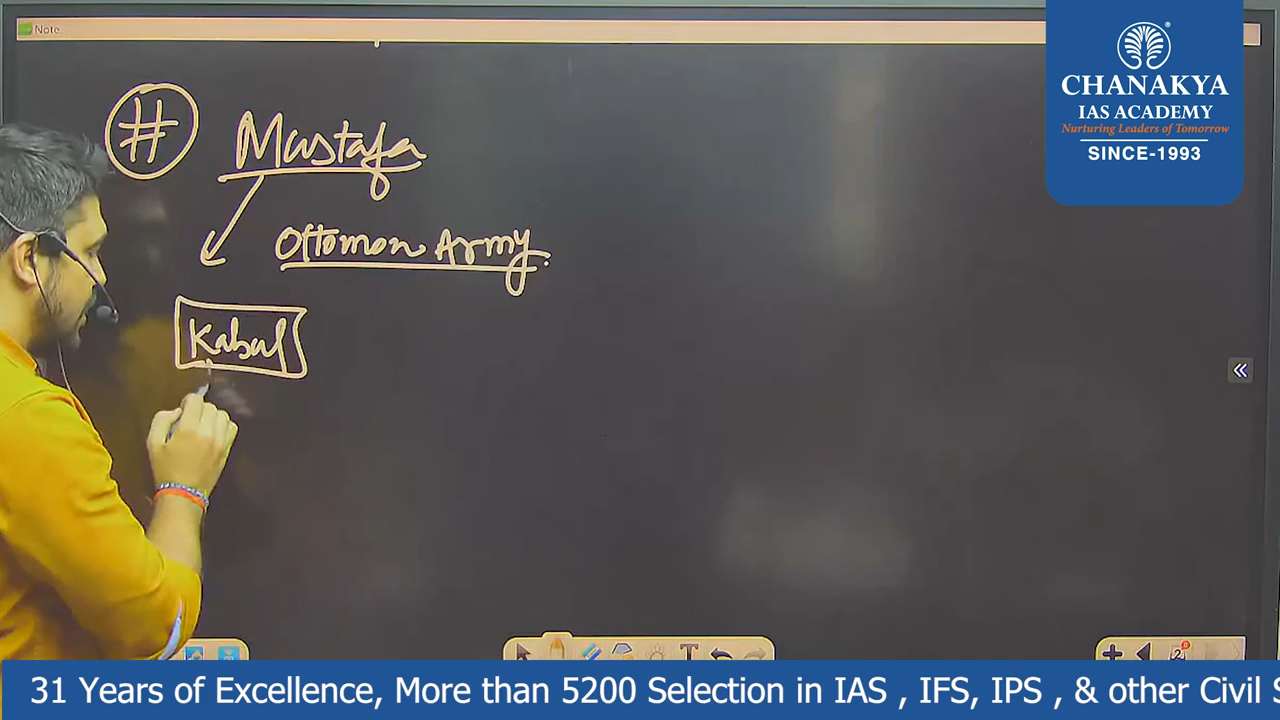 Note
# Mustafa
Ottoman Army.
Kabul
CHANAKYA
IAS ACADEMY
Nurturing Leaders of Tomorrow
SINCE-1993
31 Years of Excellence, More than 5200 Selection in IAS , IFS, IPS , & other Civil S